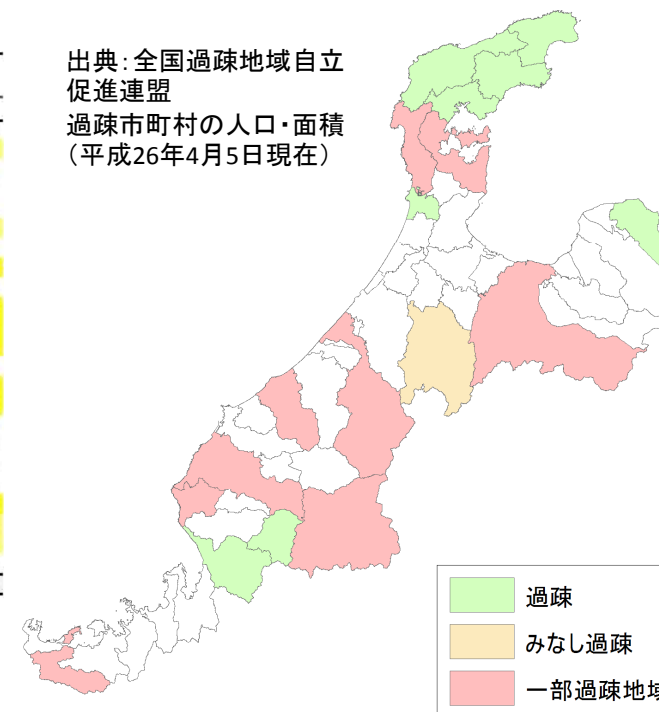 出典：全国過疎地域自立
促進連盟
過疎市町村の人口・面積
（平成26年4月5日現在）
過疎
みなし過疎
一部過疎地域